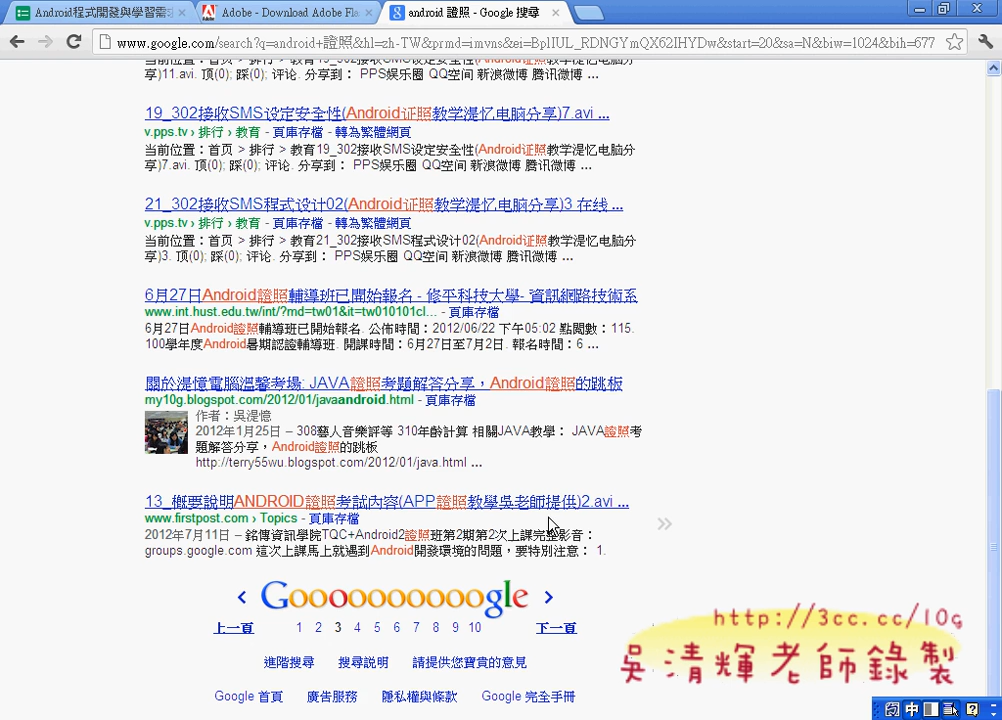 Android程式開發與學習需
Adobe - Download Adobe Fla
android 證照 - Google 搜尋
www.google.com/search?q=android+證照&hl=zh-TW&prmd=imvns&ei=BplIUL_RDNGYmQX62IHYDw&start=20&sa=N&biw=1024&bih=677
享)11.avi. 顶(0); 踩(0); 评论. 分享到： PPS娱乐圈 QQ空间 新浪微博 腾讯微博 ...
19_302接收SMS设定安全性(Android证照教学湜忆电脑分享)7.avi ...
v.pps.tv › 排行 › 教育 - 頁庫存檔 - 轉為繁體網頁
当前位置：首页 > 排行 > 教育19_302接收SMS设定安全性(Android证照教学湜忆电脑分
享)7.avi. 顶(0); 踩(0); 评论. 分享到： PPS娱乐圈 QQ空间 新浪微博 腾讯微博 ...
21_302接收SMS程式设计02(Android证照教学湜忆电脑分享)3 在线 ...
v.pps.tv › 排行 › 教育 - 頁庫存檔 - 轉為繁體網頁
当前位置：首页 > 排行 > 教育21_302接收SMS程式设计02(Android证照教学湜忆电脑分
享)3. 顶(0); 踩(0); 评论. 分享到： PPS娱乐圈 QQ空间 新浪微博 腾讯微博 ...
6月27日Android證照輔導班已開始報名 - 修平科技大學- 資訊網路技術系
www.int.hust.edu.tw/int/?md=tw01&it=tw010101cl... - 頁庫存檔
6月27日Android證照輔導班已開始報名. 公佈時間：2012/06/22 下午05:02 點閱數：115.
100學年度Android暑期認證輔導班. 開課時間：6月27日至7月2日. 報名時間：6 ...
關於湜憶電腦溫馨考場: JAVA證照考題解答分享，Android證照的跳板
my10g.blogspot.com/2012/01/javaandroid.html - 頁庫存檔
作者：吳湜憶
2012年1月25日 – 308藝人音樂評等 310年齡計算 相關JAVA教學： JAVA證照考
題解答分享，Android證照的跳板
http://terry55wu.blogspot.com/2012/01/java.html ...
13_概要說明ANDROID證照考試內容(APP證照教學吳老師提供)2.avi ...
www.firstpost.com › Topics - 頁庫存檔
2012年7月11日 – 銘傳資訊學院TQC+Android2證照班第2期第2次上課完整影音：
groups.google.com 這次上課馬上就遇到Android開發環境的問題，要特別注意： 1.
Goooooooooogle
上一頁 1 2 3 4 5 6 7 8 9 10 下一頁
http://3cc.cc/10g
吳清輝老師錄製
進階搜尋 搜尋說明 請提供您寶貴的意見
Google 首頁 廣告服務 隱私權與條款 Google 完全手冊
中